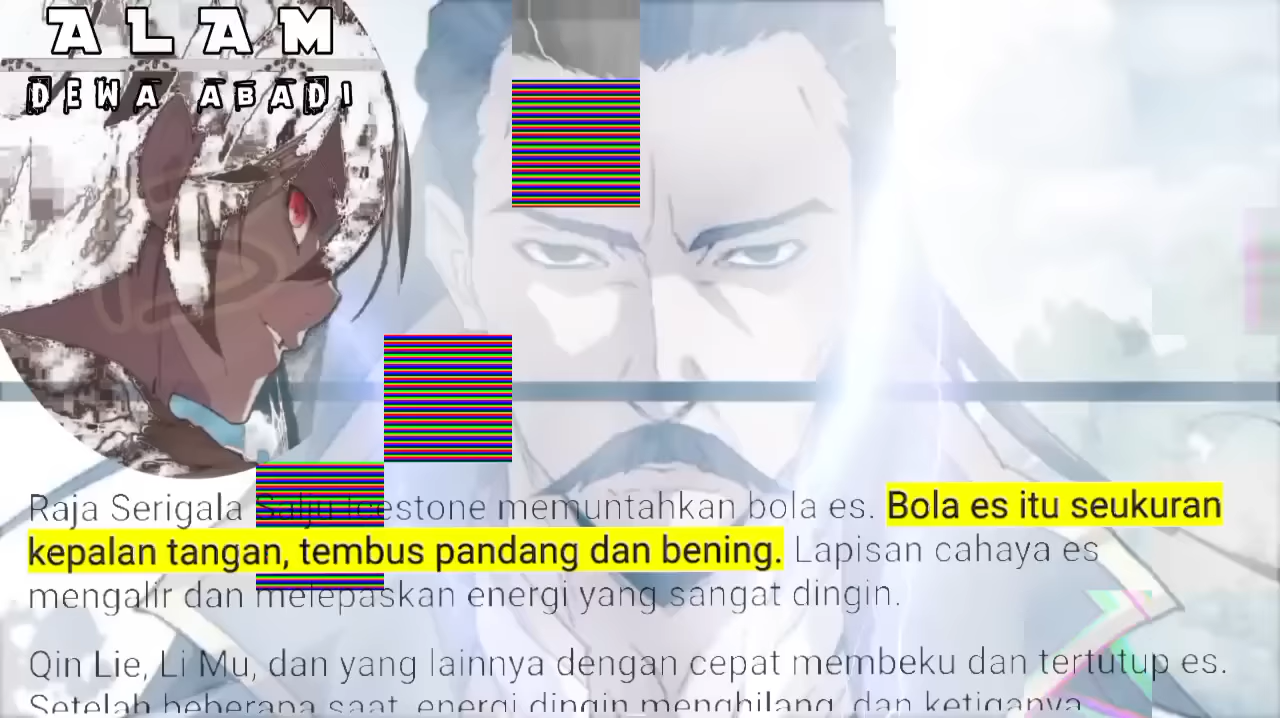 ALAM
DEWA ABADI
Raja Serigala Salju Icestone memuntahkan bola es. Bola es itu seukuran
kepalan tangan, tembus pandang dan bening. Lapisan cahaya es
mengalir dan melepaskan energi yang sangat dingin.
Qin Lie, Li Mu, dan yang lainnya dengan cepat membeku dan tertutup es.
Setelah beberapa saat, energi dingin menghilang, dan ketiganya